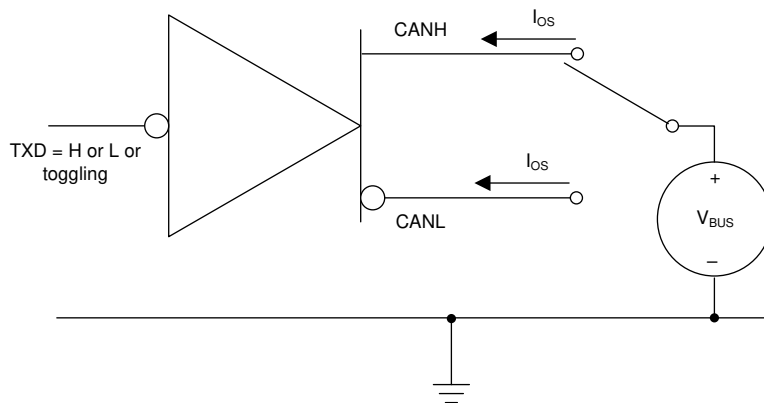 CANH
I_OS
TXD = H or L or
toggling
I_OS
CANL
+
V_BUS
–